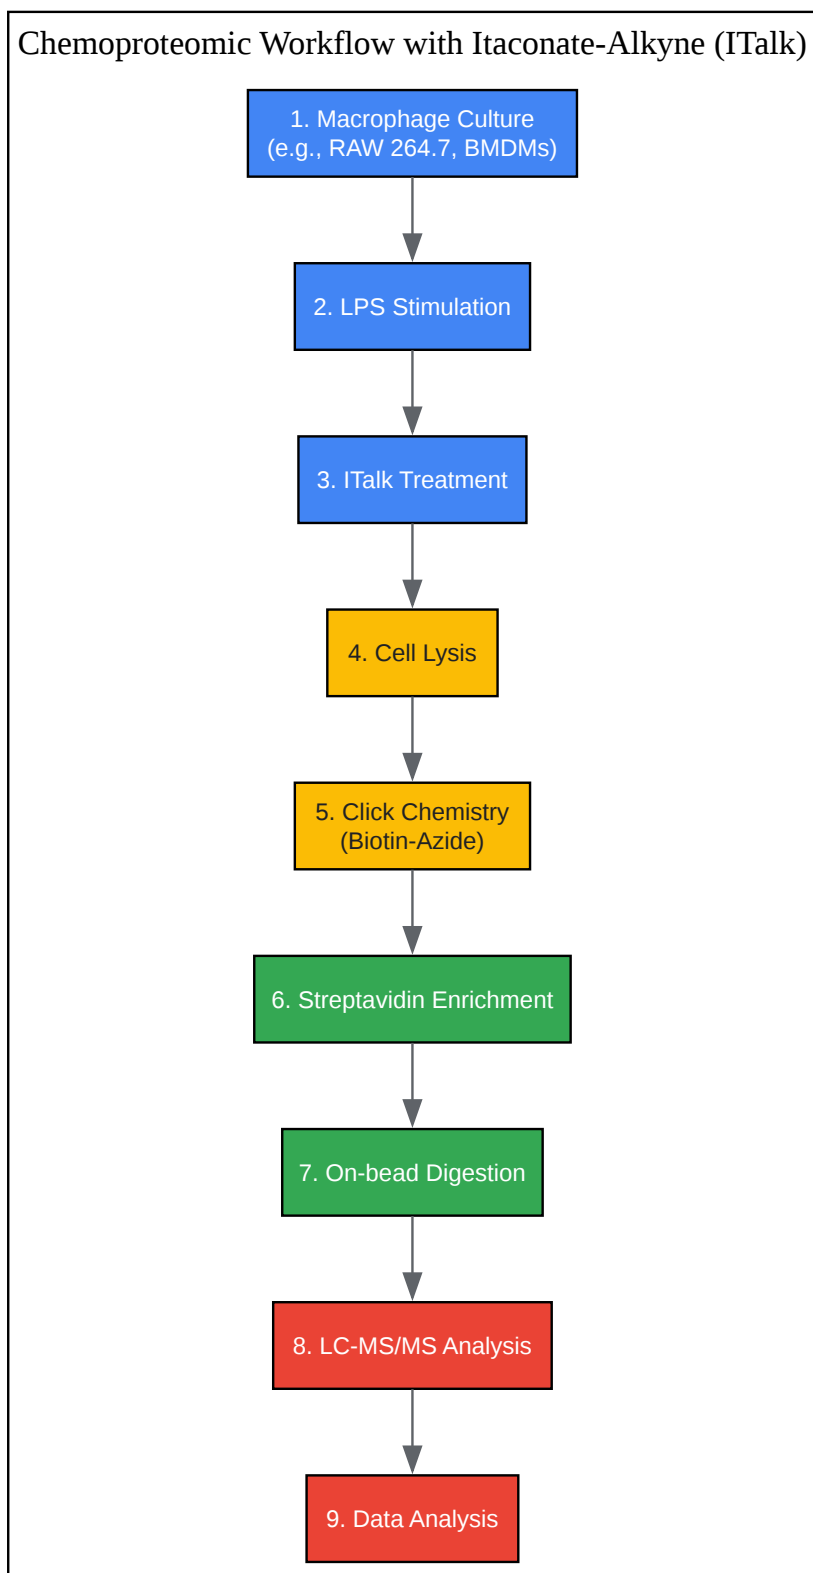 Chemoproteomic Workflow with Itaconate-Alkyne (ITalk)
1. Macrophage Culture
(e.g., RAW 264.7, BMDMs)
2. LPS Stimulation
3. ITalk Treatment
4. Cell Lysis
5. Click Chemistry
(Biotin-Azide)
6. Streptavidin Enrichment
7. On-bead Digestion
8. LC-MS/MS Analysis
9. Data Analysis